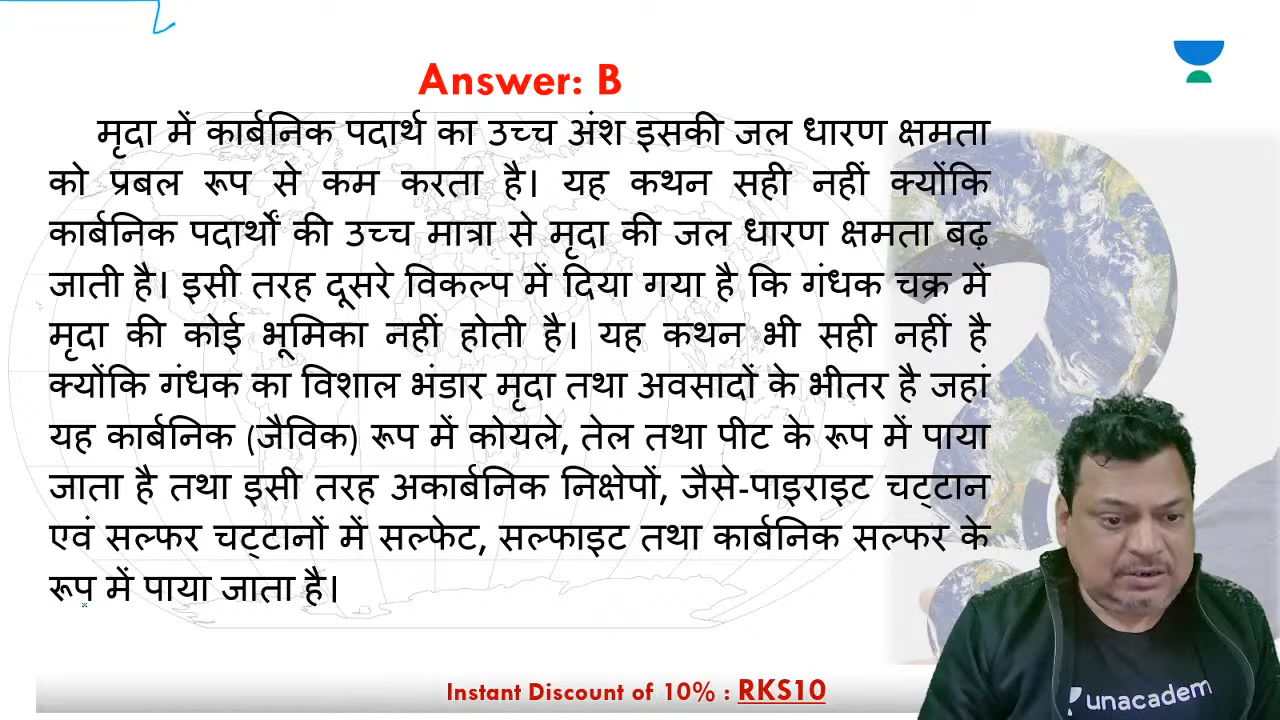 Answer: B
मृदा में कार्बनिक पदार्थ का उच्च अंश इसकी जल धारण क्षमता
को प्रबल रूप से कम करता है। यह कथन सही नहीं क्योंकि
कार्बनिक पदार्थों की उच्च मात्रा से मृदा की जल धारण क्षमता बढ़
जाती है। इसी तरह दूसरे विकल्प में दिया गया है कि गंधक चक्र में
मृदा की कोई भूमिका नहीं होती है। यह कथन भी सही नहीं है
क्योंकि गंधक का विशाल भंडार मृदा तथा अवसादों के भीतर है जहां
यह कार्बनिक (जैविक) रूप में कोयले, तेल तथा पीट के रूप में पाया
जाता है तथा इसी तरह अकार्बनिक निक्षेपों, जैसे-पाइराइट चट्टान
एवं सल्फर चट्टानों में सल्फेट, सल्फाइट तथा कार्बनिक सल्फर के
रूप में पाया जाता है।
Instant Discount of 10% : RKS10
unacadem